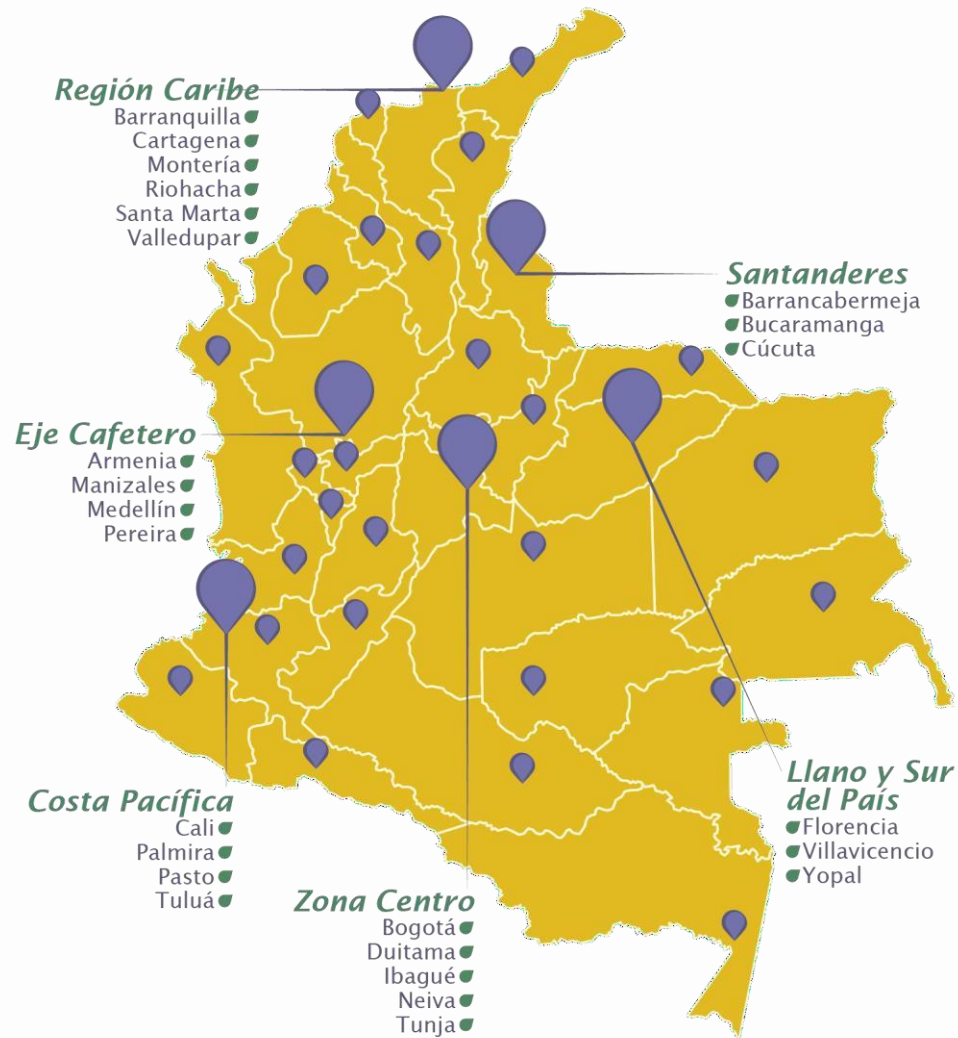 Región Caribe
Barranquilla
Cartagena
Montería
Riohacha
Santa Marta
Valledupar
Santanderes
Barrancabermeja
Bucaramanga
Cúcuta
Eje Cafetero
Armenia
Manizales
Medellín
Pereira
Costa Pacífica
Cali
Palmira
Pasto
Tuluá
Zona Centro
Bogotá
Duitama
Ibagué
Neiva
Tunja
Llano y Sur
del País
Florencia
Villavicencio
Yopal